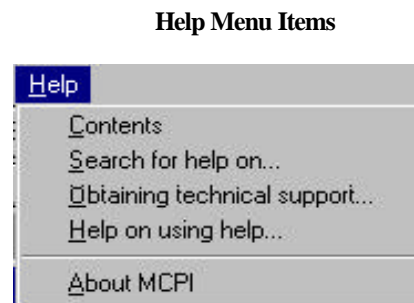 Help Menu Items
Help
Contents
Search for help on...
Obtaining technical support...
Help on using help...
About MCPI